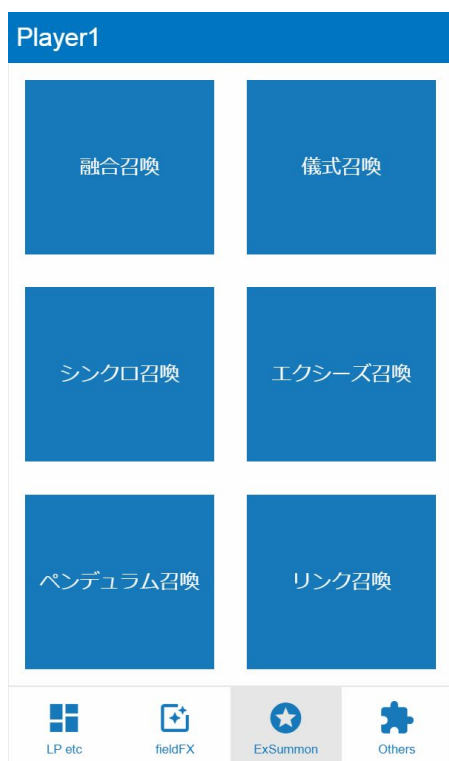 Player1
融合召喚
儀式召喚
シンクロ召喚
エクシーズ召喚
ペンデュラム召喚
リンク召喚
LP etc
fieldFX
ExSummon
Others